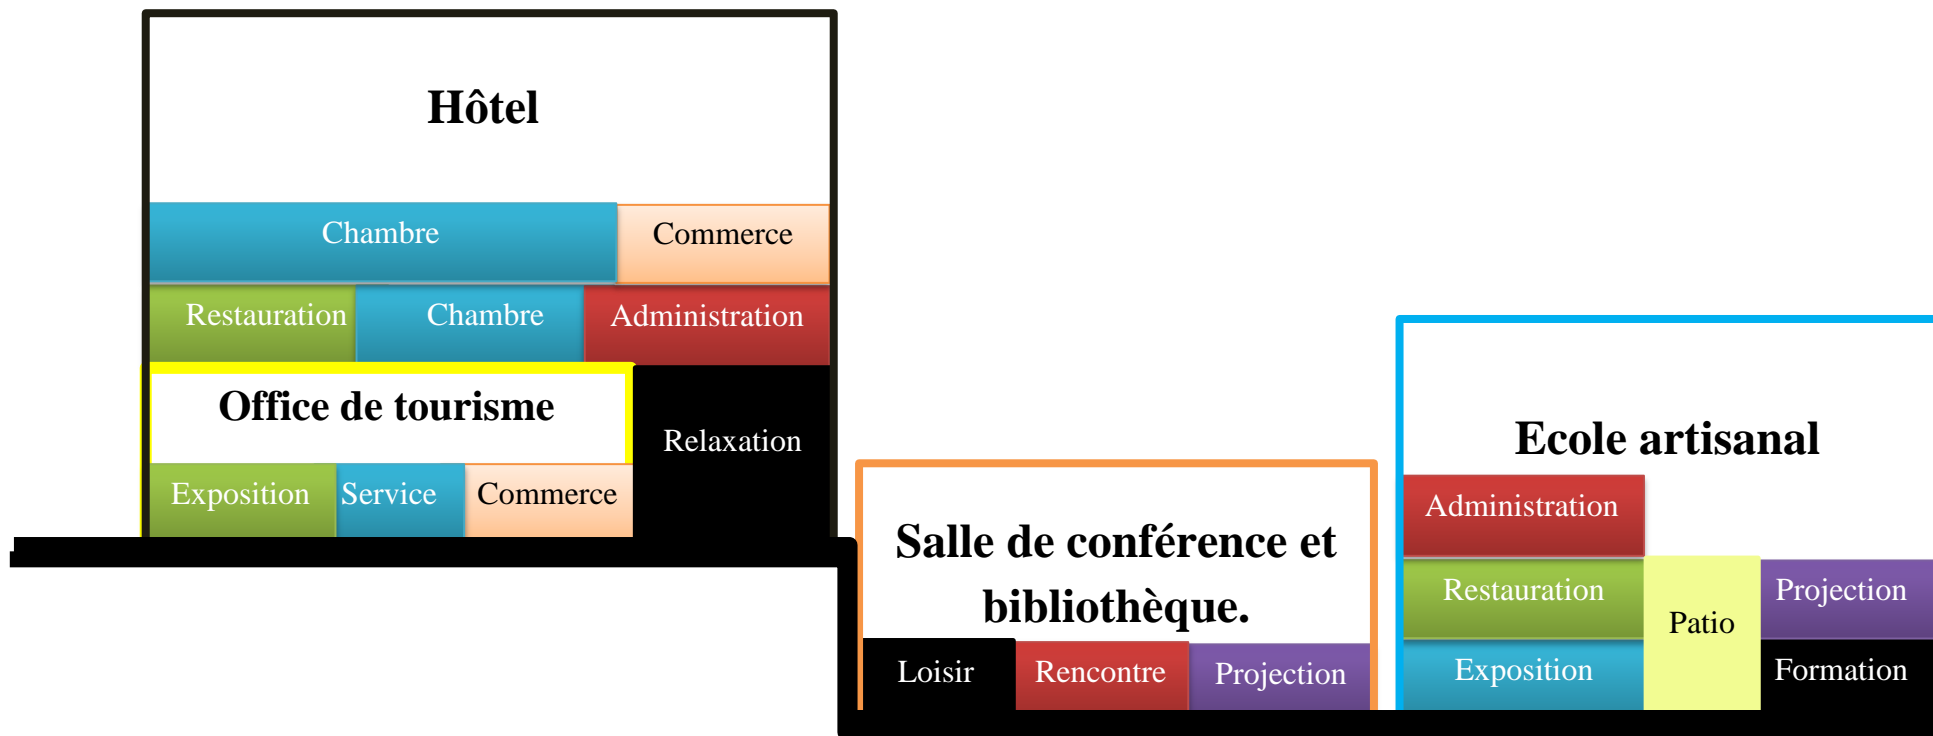 Hôtel
Chambre
Commerce
Restauration
Chambre
Administration
Office de tourisme
Relaxation
Exposition
Service
Commerce
Salle de conférence et
bibliothèque.
Loisir
Rencontre
Projection
Ecole artisanal
Administration
Restauration
Patio
Projection
Exposition
Formation